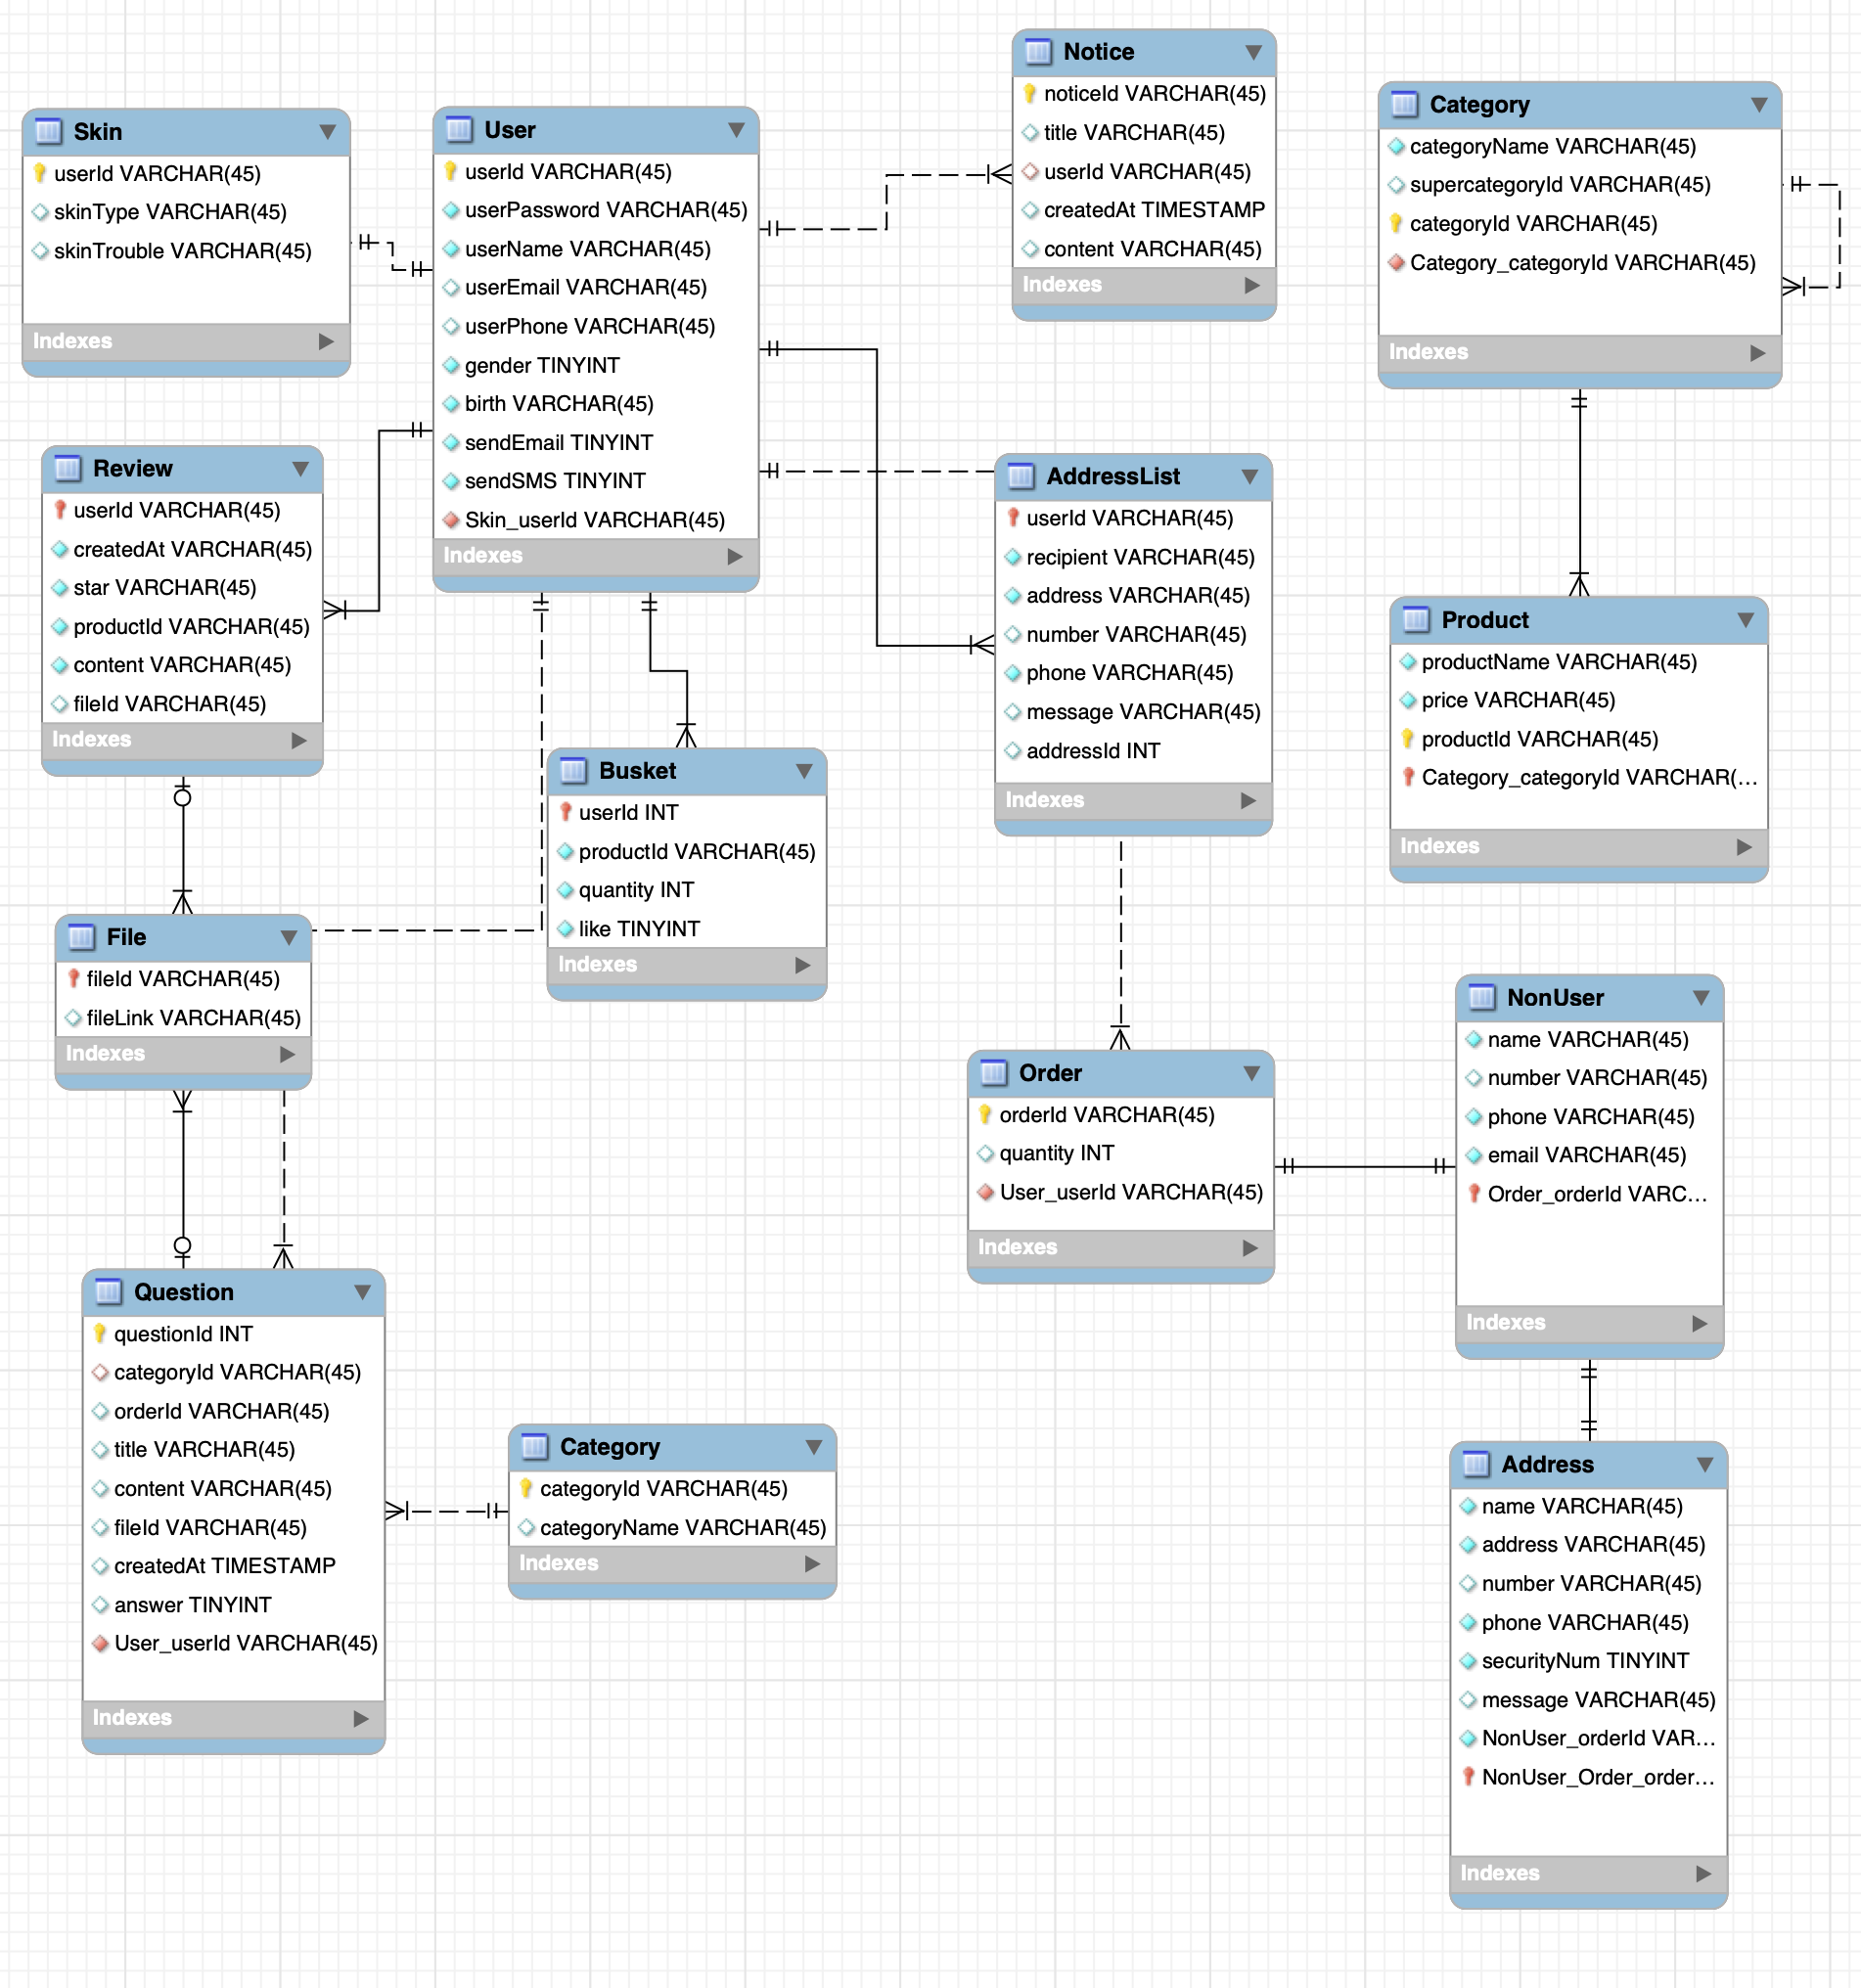 Skin
userId VARCHAR(45)
skinType VARCHAR(45)
skinTrouble VARCHAR(45)
Indexes
User
userId VARCHAR(45)
userPassword VARCHAR(45)
userName VARCHAR(45)
userEmail VARCHAR(45)
userPhone VARCHAR(45)
gender TINYINT
birth VARCHAR(45)
sendEmail TINYINT
sendSMS TINYINT
Skin_userId VARCHAR(45)
Indexes
Notice
noticeId VARCHAR(45)
title VARCHAR(45)
userId VARCHAR(45)
createdAt TIMESTAMP
content VARCHAR(45)
Indexes
Category
categoryName VARCHAR(45)
supercategoryId VARCHAR(45)
categoryId VARCHAR(45)
Category_categoryId VARCHAR(45)
Indexes
Review
userId VARCHAR(45)
createdAt VARCHAR(45)
star VARCHAR(45)
productId VARCHAR(45)
content VARCHAR(45)
fileId VARCHAR(45)
Indexes
AddressList
userId VARCHAR(45)
recipient VARCHAR(45)
address VARCHAR(45)
number VARCHAR(45)
phone VARCHAR(45)
message VARCHAR(45)
addressId INT
Indexes
Product
productName VARCHAR(45)
price VARCHAR(45)
productId VARCHAR(45)
Category_categoryId VARCHAR(...
Indexes
Busket
userId INT
productId VARCHAR(45)
quantity INT
like TINYINT
Indexes
File
fileId VARCHAR(45)
fileLink VARCHAR(45)
Indexes
Order
orderId VARCHAR(45)
quantity INT
User_userId VARCHAR(45)
Indexes
NonUser
name VARCHAR(45)
number VARCHAR(45)
phone VARCHAR(45)
email VARCHAR(45)
Order_orderId VARC...
Indexes
Question
questionId INT
categoryId VARCHAR(45)
orderId VARCHAR(45)
title VARCHAR(45)
content VARCHAR(45)
fileId VARCHAR(45)
createdAt TIMESTAMP
answer TINYINT
User_userId VARCHAR(45)
Indexes
Category
categoryId VARCHAR(45)
categoryName VARCHAR(45)
Indexes
Address
name VARCHAR(45)
address VARCHAR(45)
number VARCHAR(45)
phone VARCHAR(45)
securityNum TINYINT
message VARCHAR(45)
NonUser_orderId VAR...
NonUser_Order_order...
Indexes